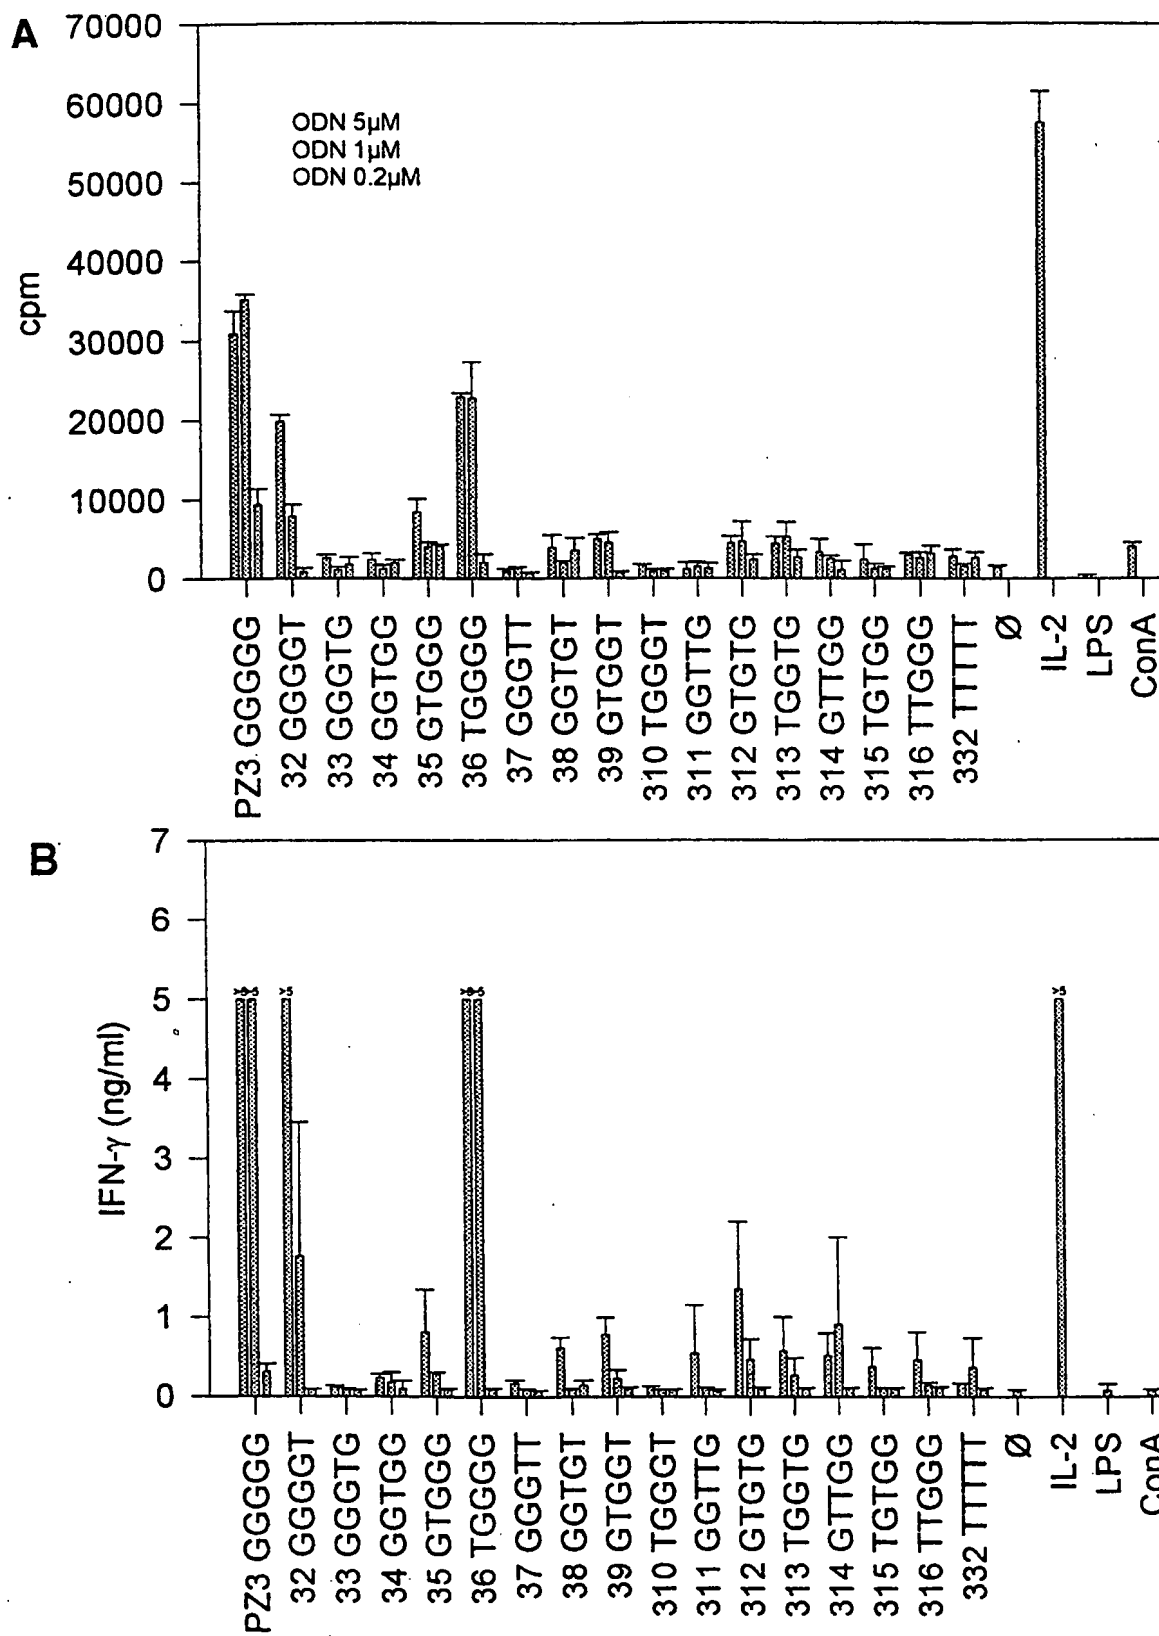 A
70000
60000
50000
40000
30000
20000
10000
0
cpm
ODN 5µM
ODN 1µM
ODN 0.2µM
PZ3 GGGGGG
32 GGGGT
33 GGGTG
34 GGTGG
35 GTGGG
36 TGGGG
37 GGGTT
38 GGTGT
39 GTGGT
310 TGGGT
311 GGTTG
312 GTGTG
313 TGGTG
314 GTTGG
315 TGTGG
316 TTGGG
332 TTTTT
Ø
IL-2
LPS
ConA
B
7
6
5
4
3
2
1
0
IFN-γ (ng/ml)
>5
>5
>5
>5
>5
PZ3 GGGGGG
32 GGGGT
33 GGGTG
34 GGTGG
35 GTGGG
36 TGGGG
37 GGGTT
38 GGTGT
39 GTGGT
310 TGGGT
311 GGTTG
312 GTGTG
313 TGGTG
314 GTTGG
315 TGTGG
316 TTGGG
332 TTTTT
Ø
IL-2
LPS
ConA